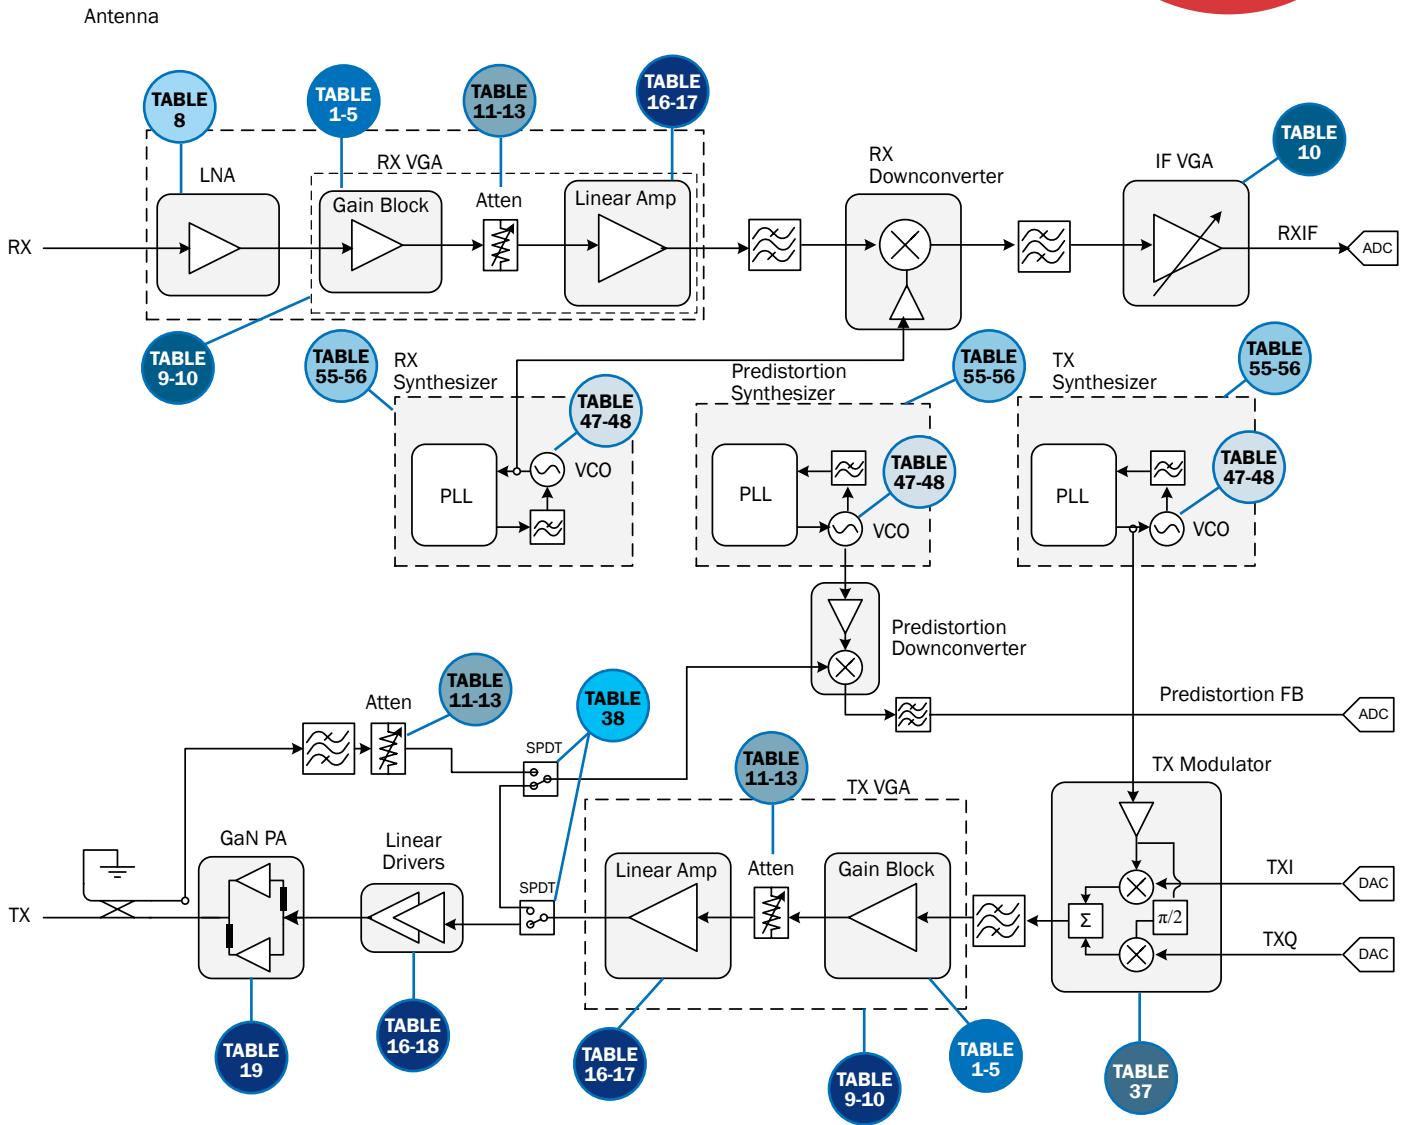 Antenna
TABLE
8
TABLE
1-5
TABLE
11-13
TABLE
16-17
TABLE
10
LNA
RX VGA
Gain Block
Atten
Linear Amp
RX
Downconverter
IF VGA
RX
RXIF
ADC
TABLE
9-10
TABLE
55-56
RX
Synthesizer
TABLE
47-48
PLL
VCO
Predistortion
Synthesizer
TABLE
55-56
TABLE
47-48
PLL
VCO
TX
Synthesizer
TABLE
55-56
TABLE
47-48
PLL
VCO
Predistortion
Downconverter
Predistortion FB
ADC
Atten
TABLE
11-13
TABLE
38
SPDT
TABLE
11-13
TX VGA
TX Modulator
GaN PA
Linear
Drivers
SPDT
Linear Amp
Atten
Gain Block
TX
Σ
π/2
TXI
DAC
TXQ
DAC
TABLE
19
TABLE
16-18
TABLE
16-17
TABLE
9-10
TABLE
1-5
TABLE
37